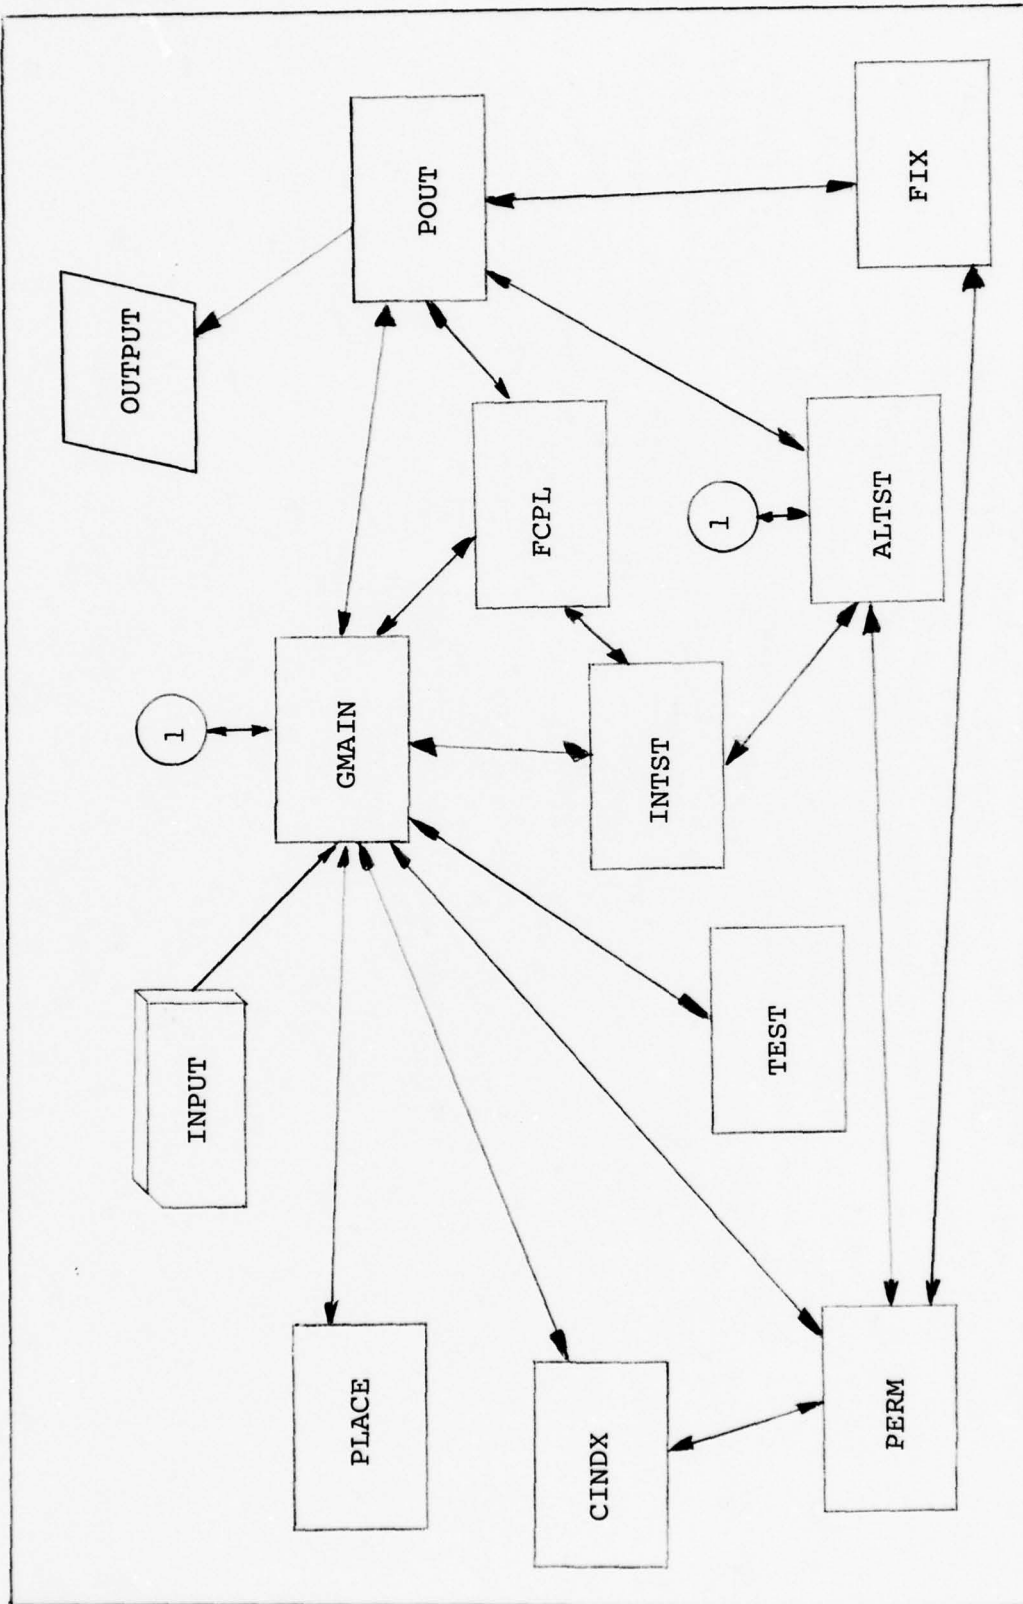 OUTPUT
INPUT
1
PLACE
GMAIN
POUT
CINDX
FCPL
INTST
1
TEST
PERM
ALTST
FIX